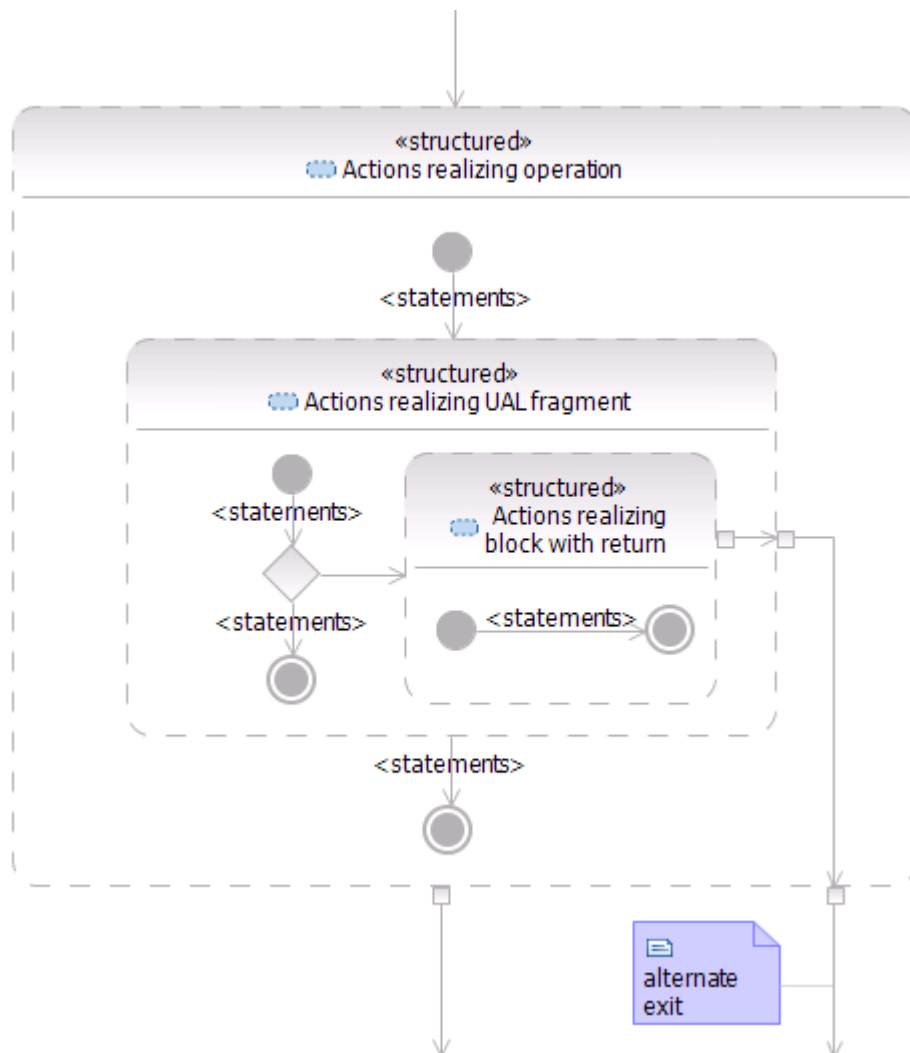 «structured»
Actions realizing operation
<statements>
«structured»
Actions realizing UAL fragment
<statements>
«structured»
Actions realizing
block with return
<statements>
<statements>
<statements>
alternate
exit